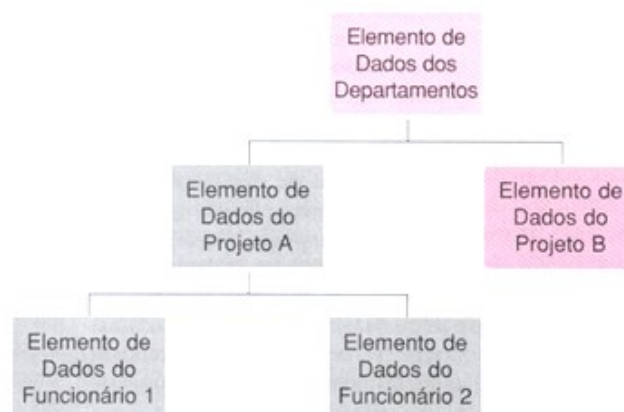 Elemento de
Dados dos
Departamentos
Elemento de
Dados do
Projeto A
Elemento de
Dados do
Projeto B
Elemento de
Dados do
Funcionário 1
Elemento de
Dados do
Funcionário 2